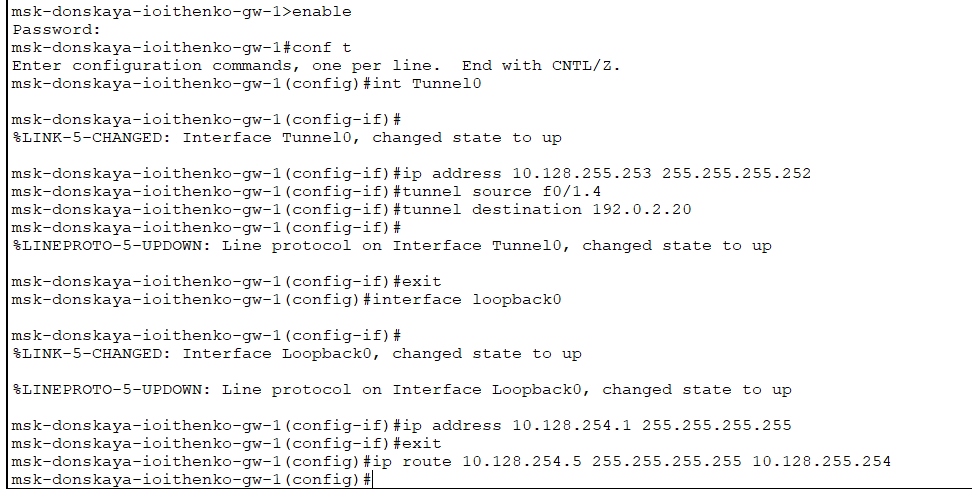 msk-donskaya-ioithenko-gw-1>enable
Password:
msk-donskaya-ioithenko-gw-1#conf t
Enter configuration commands, one per line.  End with CNTL/Z.
msk-donskaya-ioithenko-gw-1(config)#int Tunnel0
msk-donskaya-ioithenko-gw-1(config-if)#
%LINK-5-CHANGED: Interface Tunnel0, changed state to up
msk-donskaya-ioithenko-gw-1(config-if)#ip address 10.128.255.253 255.255.255.252
msk-donskaya-ioithenko-gw-1(config-if)#tunnel source f0/1.4
msk-donskaya-ioithenko-gw-1(config-if)#tunnel destination 192.0.2.20
msk-donskaya-ioithenko-gw-1(config-if)#
%LINEPROTO-5-UPDOWN: Line protocol on Interface Tunnel0, changed state to up
msk-donskaya-ioithenko-gw-1(config-if)#exit
msk-donskaya-ioithenko-gw-1(config)#interface loopback0
msk-donskaya-ioithenko-gw-1(config-if)#
%LINK-5-CHANGED: Interface Loopback0, changed state to up
%LINEPROTO-5-UPDOWN: Line protocol on Interface Loopback0, changed state to up
msk-donskaya-ioithenko-gw-1(config-if)#ip address 10.128.254.1 255.255.255.255
msk-donskaya-ioithenko-gw-1(config-if)#exit
msk-donskaya-ioithenko-gw-1(config)#ip route 10.128.254.5 255.255.255.255 10.128.255.254
msk-donskaya-ioithenko-gw-1(config)#